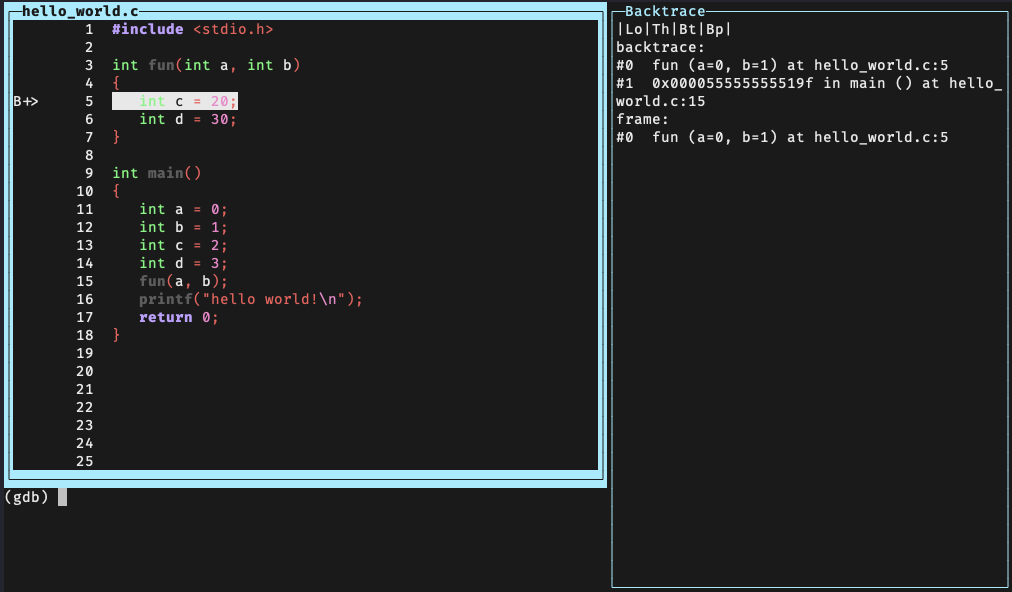 hello_world.c
1 #include <stdio.h>
2
3 int fun(int a, int b)
4 {
B+> 5    int c = 20;
6    int d = 30;
7 }
8
9 int main()
10 {
11    int a = 0;
12    int b = 1;
13    int c = 2;
14    int d = 3;
15    fun(a, b);
16    printf("hello world!\n");
17    return 0;
18 }
19
20
21
22
23
24
25
(gdb)
Backtrace
|Lo|Th|Bt|Bp|
backtrace:
#0  fun (a=0, b=1) at hello_world.c:5
#1  0x000055555555519f in main () at hello_
world.c:15
frame:
#0  fun (a=0, b=1) at hello_world.c:5